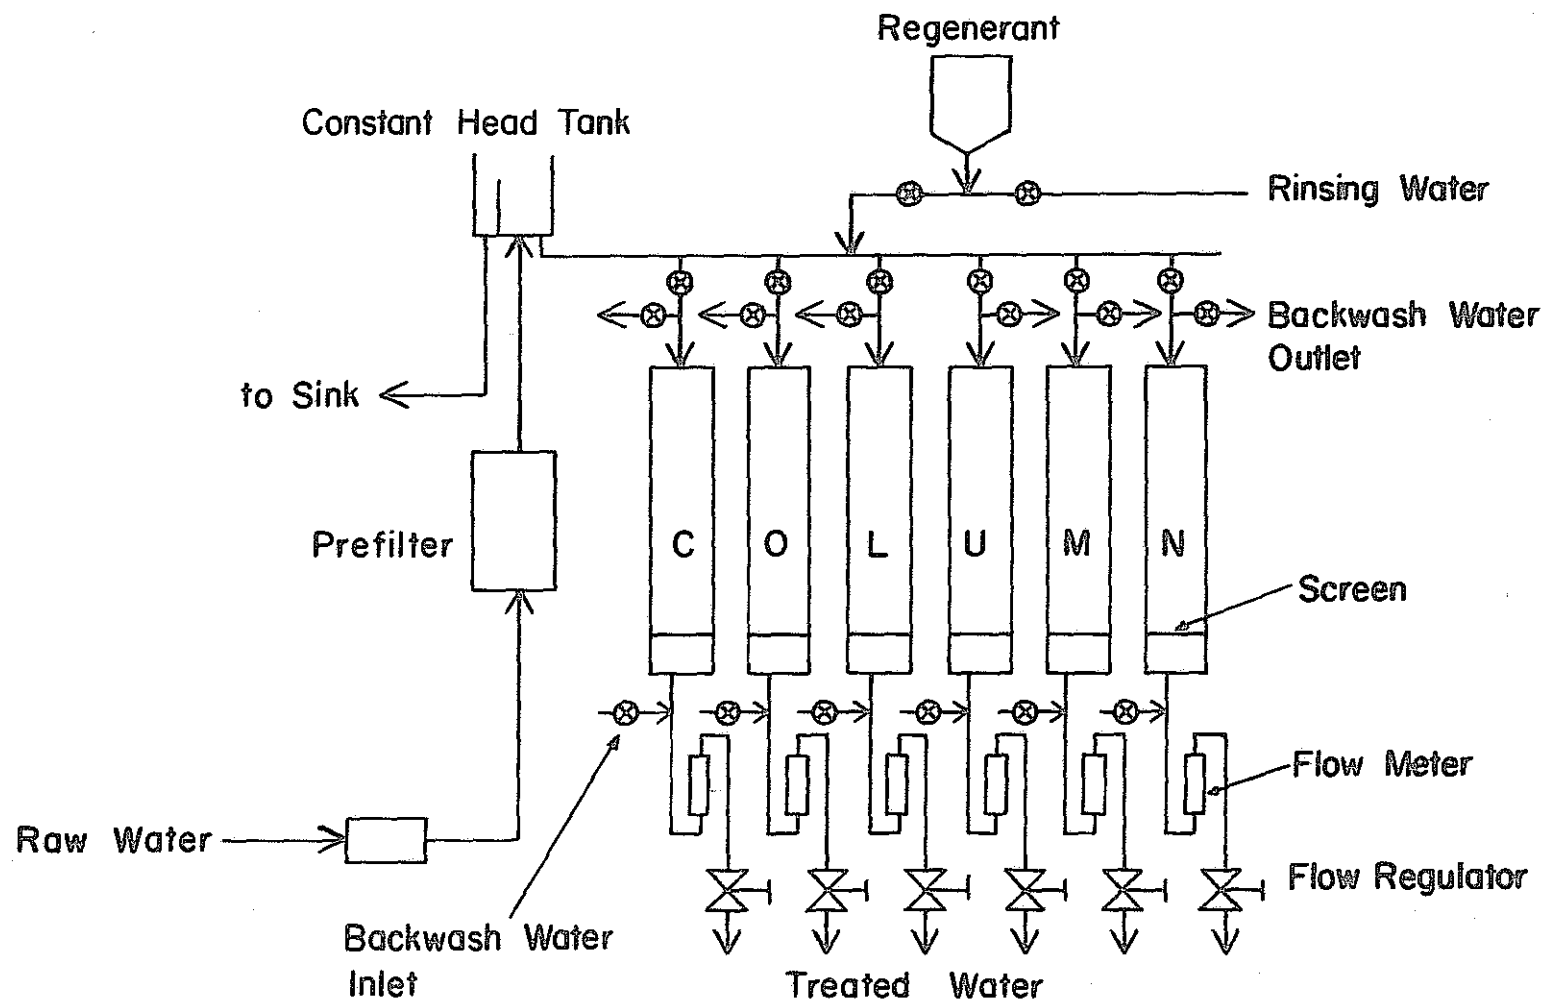 Regenerant
Constant Head Tank
Rinsing Water
Backwash Water
Outlet
to Sink
Prefilter
C O L U M N
Screen
Flow Meter
Raw Water
Flow Regulator
Backwash Water
Inlet
Treated Water